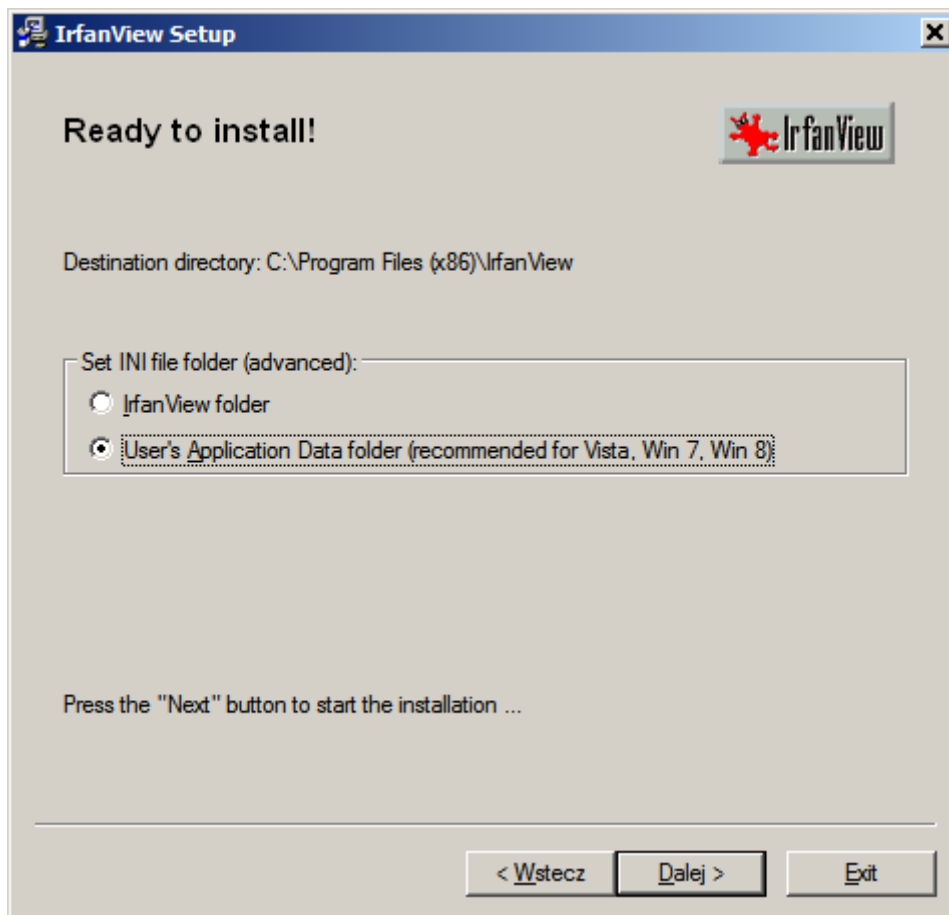 IrfanView Setup
Ready to install!
IrfanView
Destination directory: C:\Program Files (x86)\IrfanView
Set INI file folder (advanced):
IrfanView folder
User's Application Data folder (recommended for Vista, Win 7, Win 8)
Press the "Next" button to start the installation ...
< Wstecz Dalej > Exit